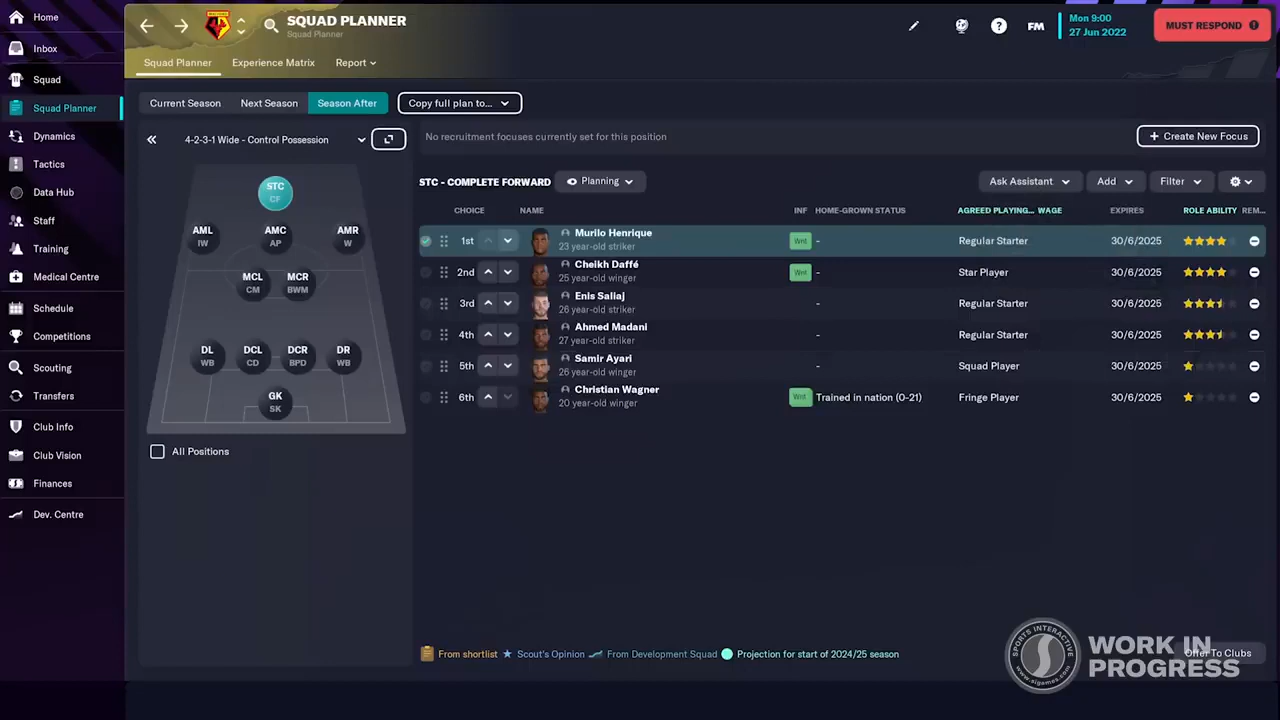 Home
Inbox
Squad
Squad Planner
Dynamics
Tactics
Data Hub
Staff
Training
Medical Centre
Schedule
Competitions
Scouting
Transfers
Club Info
Club Vision
Finances
Dev. Centre
SQUAD PLANNER
Squad Planner
FM
Mon 9:00
27 Jun 2022
MUST RESPOND
Squad Planner Experience Matrix Report
Current Season Next Season Season After Copy full plan to...
4-2-3-1 Wide - Control Possession
STC
CF
AML AMC AMR
IW AP W
MCL MCR
CM BWM
DL DCL DCR DR
WB CD BPD WB
GK
SK
All Positions
No recruitment focuses currently set for this position
Create New Focus
STC - COMPLETE FORWARD Planning Ask Assistant Add Filter
CHOICE NAME INF HOME-GROWN STATUS AGREED PLAYING... WAGE EXPIRES ROLE ABILITY REM...
1st Murilo Henrique Wnt - Regular Starter 30/6/2025
23 year-old striker
2nd Cheikh Daffé Wnt - Star Player 30/6/2025
25 year-old winger
3rd Enis Saliaj - Regular Starter 30/6/2025
26 year-old striker
4th Ahmed Madani - Regular Starter 30/6/2025
27 year-old striker
5th Samir Ayari - Squad Player 30/6/2025
26 year-old winger
6th Christian Wagner Wnt Trained in nation (0-21) Fringe Player 30/6/2025
20 year-old winger
From shortlist Scout's Opinion From Development Squad Projection for start of 2024/25 season
Offer To Clubs
SPORTS INTERACTIVE
www.sigames.com
WORK IN
PROGRESS